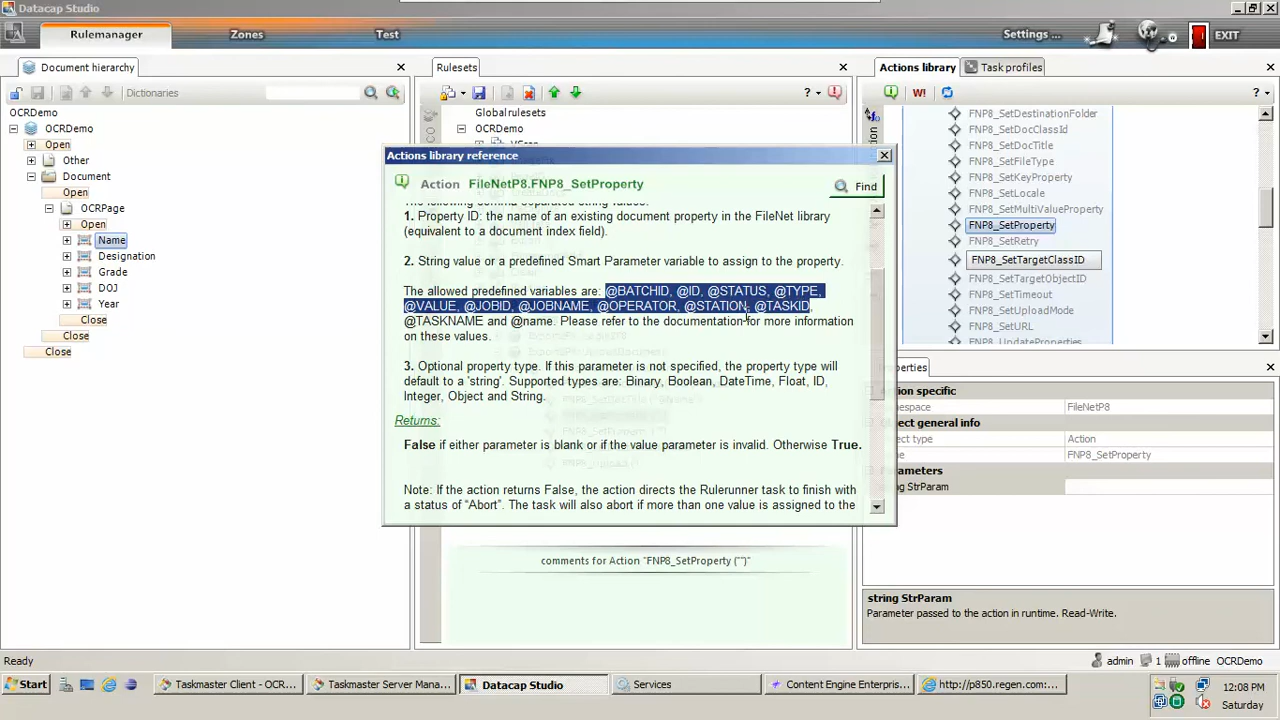 Datacap Studio
Rulemanager
Zones
Test
Settings ...
EXIT
Document hierarchy
Rulesets
Actions library
Task profiles
Dictionaries
?
W!
?
OCRDemo
OCRDemo
Open
Other
Document
Open
OCRPage
Open
Name
Designation
Grade
DOJ
Year
Close
Close
Close
Globalrulesets
OCRDemo
VScan
FNP8_SetDestinationFolder
FNP8_SetDocClassId
FNP8_SetDocTitle
FNP8_SetFileType
FNP8_SetKeyProperty
FNP8_SetLocale
FNP8_SetMultiValueProperty
FNP8_SetProperty
FNP8_SetRetry
FNP8_SetTargetClassID
FNP8_SetTargetObjectID
FNP8_SetTimeout
FNP8_SetUploadMode
FNP8_SetURL
FNP8_UpdateProperties
Actions library reference
Action FileNetP8.FNP8_SetProperty
Find
following comma separated string values:
1. Property ID: the name of an existing document property in the FileNet library
(equivalent to a document index field).
2. String value or a predefined Smart Parameter variable to assign to the property.
The allowed predefined variables are: @BATCHID, @ID, @STATUS, @TYPE,
@VALUE, @JOBID, @JOBNAME, @OPERATOR, @STATION, @TASKID,
@TASKNAME and @name. Please refer to the documentation for more information
on these values.
3. Optional property type. If this parameter is not specified, the property type will
default to a 'string'. Supported types are: Binary, Boolean, DateTime, Float, ID,
Integer, Object and String.
Returns:
False if either parameter is blank or if the value parameter is invalid. Otherwise True.
Note: If the action returns False, the action directs the Rulerunner task to finish with
a status of “Abort”. The task will also abort if more than one value is assigned to the
comments for Action "FNP8_SetProperty ("")"
FileNetP8
Object type
Action
FNP8_SetProperty
string StrParam
Parameter passed to the action in runtime. Read-Write.
Ready
admin
1
offline
OCRDemo
Start
Taskmaster Client - OC...
Taskmaster Server Mana...
Datacap Studio
Services
Content Engine Enterpris...
http://p850.regen.com:...
12:08 PM
Saturday